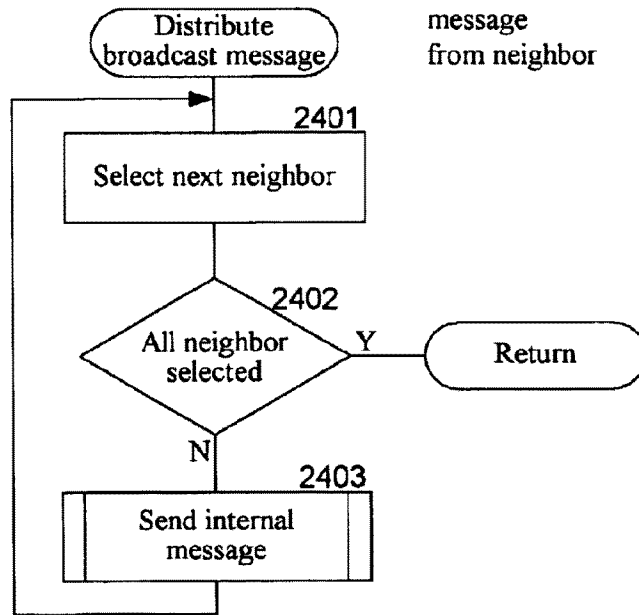 Distribute
broadcast message
message
from neighbor
2401
Select next neighbor
2402
All neighbor
selected
Y
Return
N
2403
Send internal
message